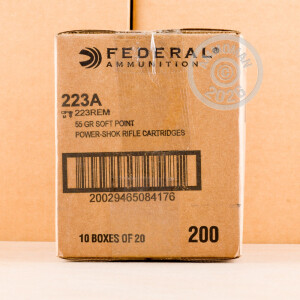 FEDERAL
AMMUNITION
223A
223REM
55 GR SOFT POINT
POWER-SHOK RIFLE CARTRIDGES
20029465084176
10 BOXES OF 20
200